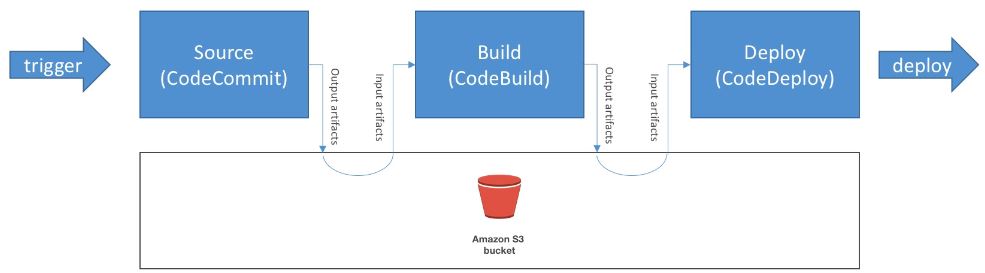 trigger
Source
(CodeCommit)
Output artifacts
Input artifacts
Build
(CodeBuild)
Output artifacts
Input artifacts
Deploy
(CodeDeploy)
deploy
Amazon S3
bucket